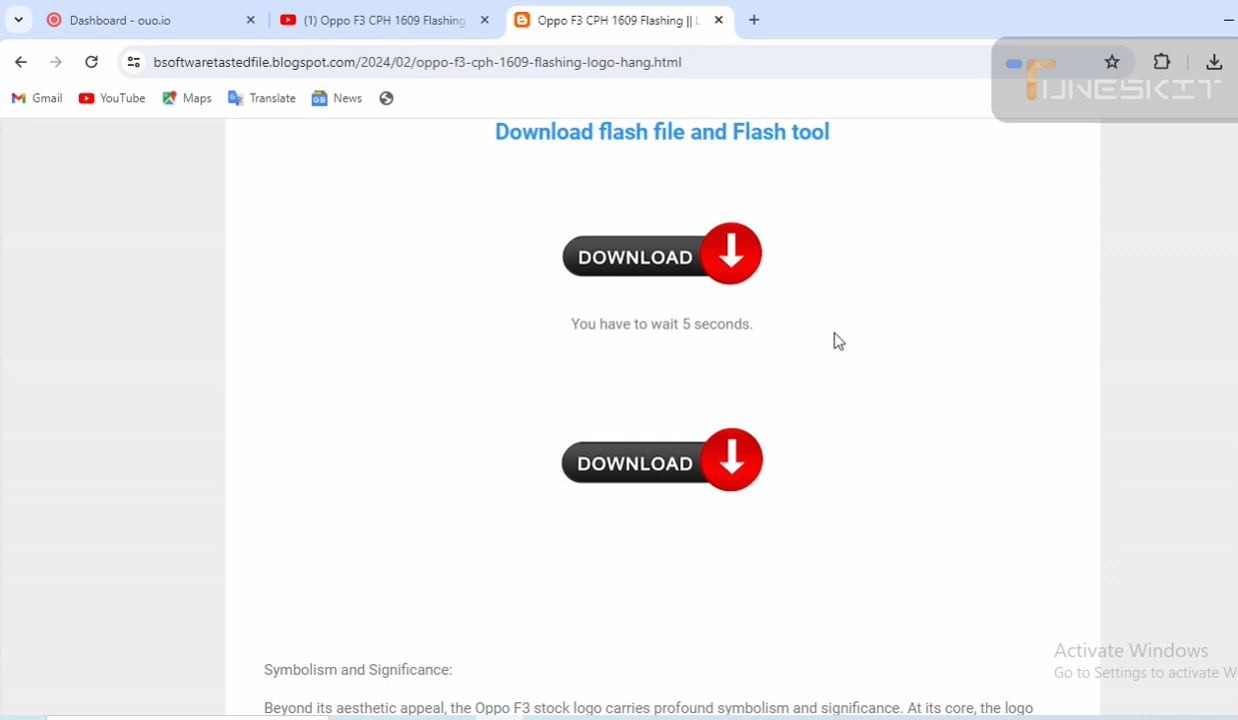 Dashboard - ouo.io
(1) Oppo F3 CPH 1609 Flashing
Oppo F3 CPH 1609 Flashing || L
bsoftwaretastedfile.blogspot.com/2024/02/oppo-f3-cph-1609-flashing-logo-hang.html
TUNESKIT
Gmail
YouTube
Maps
Translate
News
Download flash file and Flash tool
DOWNLOAD
You have to wait 5 seconds.
DOWNLOAD
Activate Windows
Go to Settings to activate W
Symbolism and Significance:
Beyond its aesthetic appeal, the Oppo F3 stock logo carries profound symbolism and significance. At its core, the logo